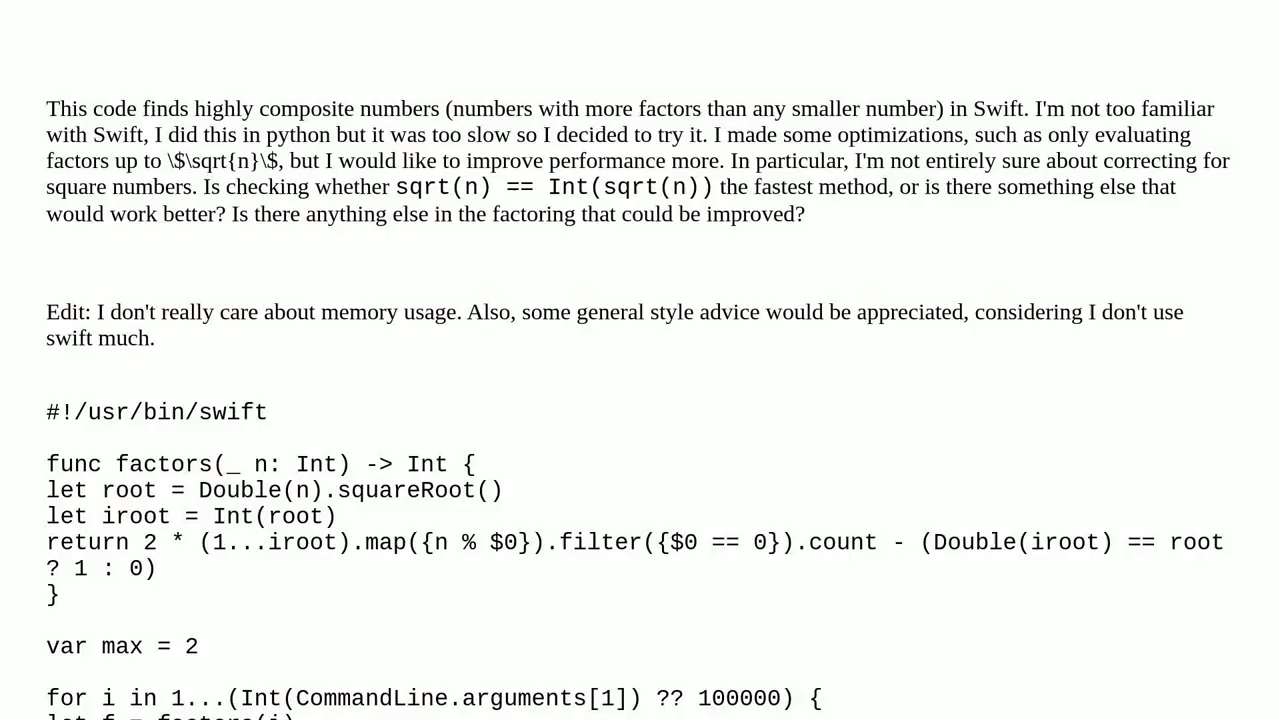 This code finds highly composite numbers (numbers with more factors than any smaller number) in Swift. I'm not too familiar
with Swift, I did this in python but it was too slow so I decided to try it. I made some optimizations, such as only evaluating
factors up to \$\sqrt{n}\$, but I would like to improve performance more. In particular, I'm not entirely sure about correcting for
square numbers. Is checking whether sqrt(n) == Int(sqrt(n)) the fastest method, or is there something else that
would work better? Is there anything else in the factoring that could be improved?
Edit: I don't really care about memory usage. Also, some general style advice would be appreciated, considering I don't use
swift much.
#!/usr/bin/swift
func factors(_ n: Int) -> Int {
let root = Double(n).squareRoot()
let iroot = Int(root)
return 2 * (1...iroot).map({n % $0}).filter({$0 == 0}).count - (Double(iroot) == root
? 1 : 0)
}
var max = 2
for i in 1...(Int(CommandLine.arguments[1]) ?? 100000) {
let f = factors(i)